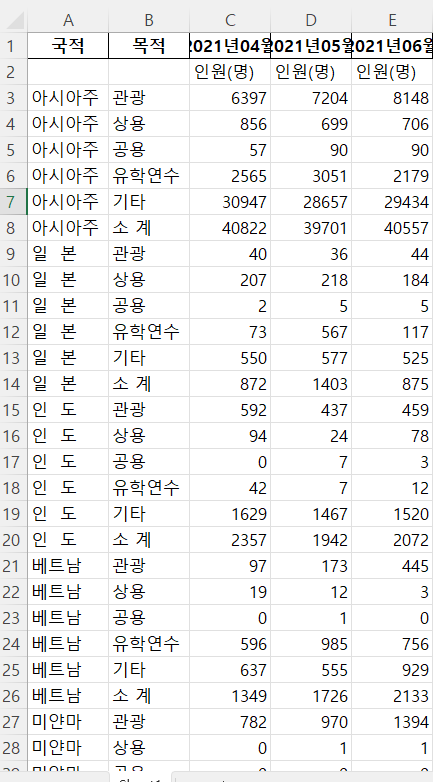 A B C D E
1 국적 목적 2021년04월 2021년05월 2021년06월
2 인원(명) 인원(명) 인원(명)
3 아시아주 관광 6397 7204 8148
4 아시아주 상용 856 699 706
5 아시아주 공용 57 90 90
6 아시아주 유학연수 2565 3051 2179
7 아시아주 기타 30947 28657 29434
8 아시아주 소 계 40822 39701 40557
9 일 본 관광 40 36 44
10 일 본 상용 207 218 184
11 일 본 공용 2 5 5
12 일 본 유학연수 73 567 117
13 일 본 기타 550 577 525
14 일 본 소 계 872 1403 875
15 인 도 관광 592 437 459
16 인 도 상용 94 24 78
17 인 도 공용 0 7 3
18 인 도 유학연수 42 7 12
19 인 도 기타 1629 1467 1520
20 인 도 소 계 2357 1942 2072
21 베트남 관광 97 173 445
22 베트남 상용 19 12 3
23 베트남 공용 0 1 0
24 베트남 유학연수 596 985 756
25 베트남 기타 637 555 929
26 베트남 소 계 1349 1726 2133
27 미얀마 관광 782 970 1394
28 미얀마 상용 0 1 1